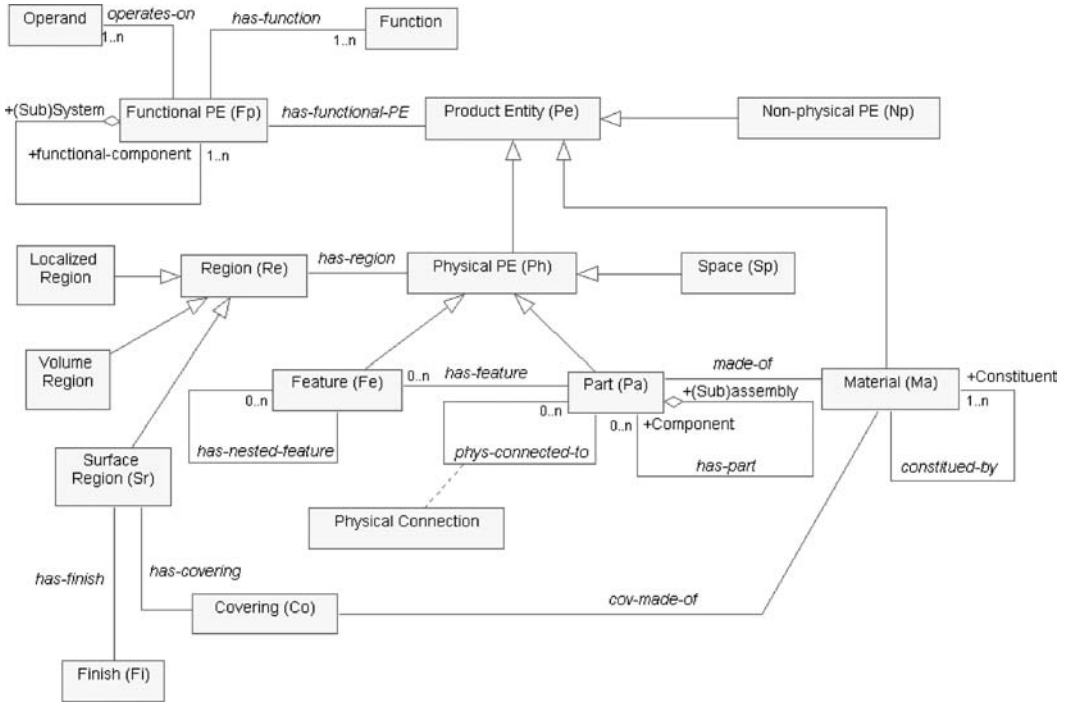 Operand
operates-on
1..n
has-function
Function
1..n
+(Sub)System
Functional PE (Fp)
+functional-component
1..n
has-functional-PE
Product Entity (Pe)
Non-physical PE (Np)
Localized
Region
Region (Re)
has-region
Physical PE (Ph)
Space (Sp)
Volume
Region
Feature (Fe)
0..n
0..n
has-nested-feature
has-feature
Part (Pa)
0..n
0..n
+(Sub)assembly
+Component
phys-connected-to
has-part
made-of
Material (Ma)
+Constituent
1..n
constitued-by
Surface
Region (Sr)
Physical Connection
has-finish
has-covering
Covering (Co)
cov-made-of
Finish (Fi)